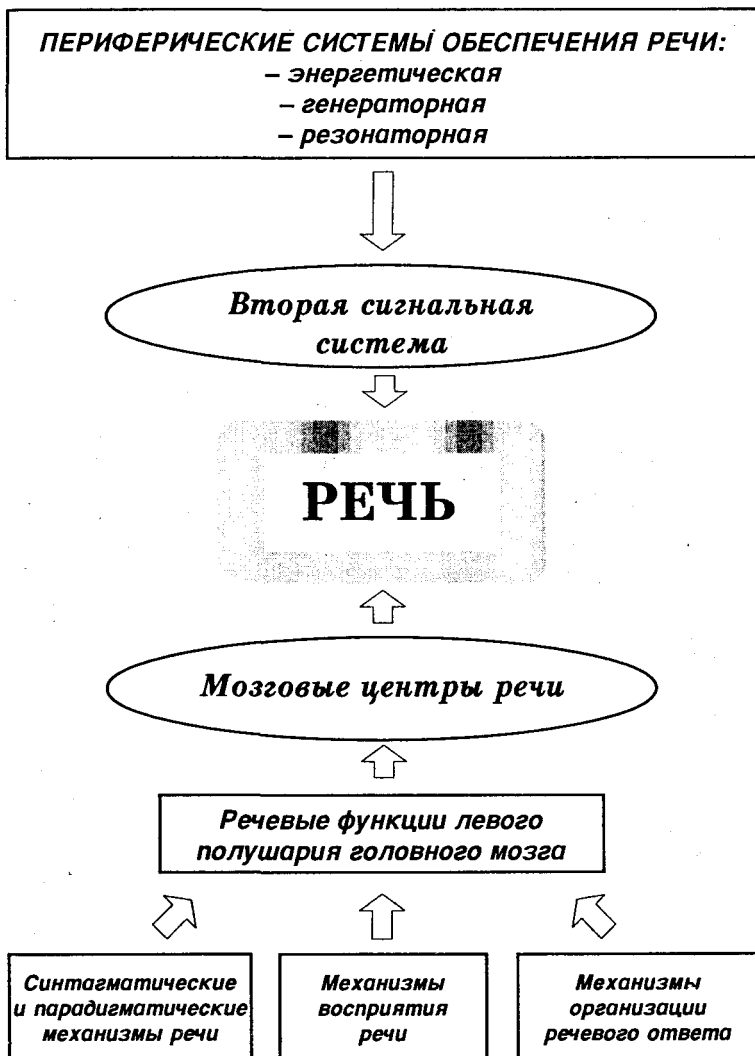 ПЕРИФЕРИЧЕСКИЕ СИСТЕМЫ ОБЕСПЕЧЕНИЯ РЕЧИ:
– энергетическая
– генераторная
– резонаторная
Вторая сигнальная
система
РЕЧЬ
Мозговые центры речи
Речевые функции левого
полушария головного мозга
Синтагматические
и парадигматические
механизмы речи
Механизмы
восприятия
речи
Механизмы
организации
речевого ответа